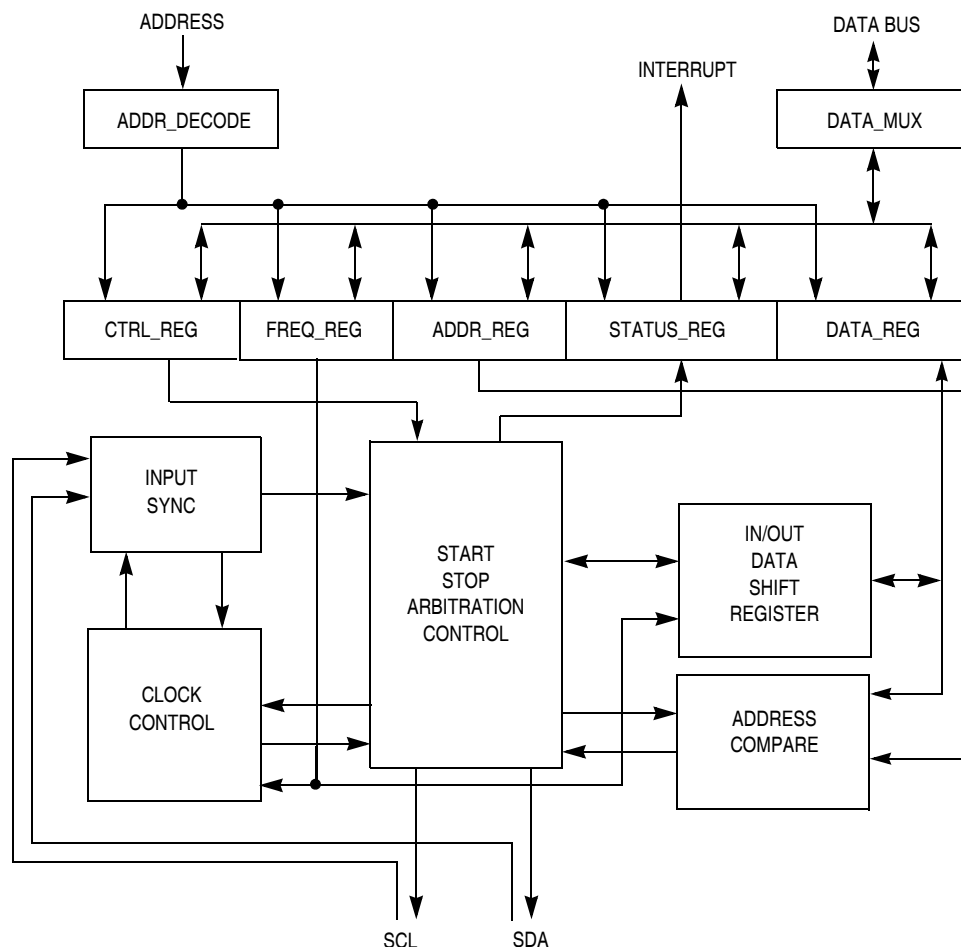 ADDRESS
DATA BUS
INTERRUPT
ADDR_DECODE
DATA_MUX
CTRL_REG
FREQ_REG
ADDR_REG
STATUS_REG
DATA_REG
INPUT
SYNC
START
STOP
ARBITRATION
CONTROL
IN/OUT
DATA
SHIFT
REGISTER
CLOCK
CONTROL
ADDRESS
COMPARE
SCL
SDA